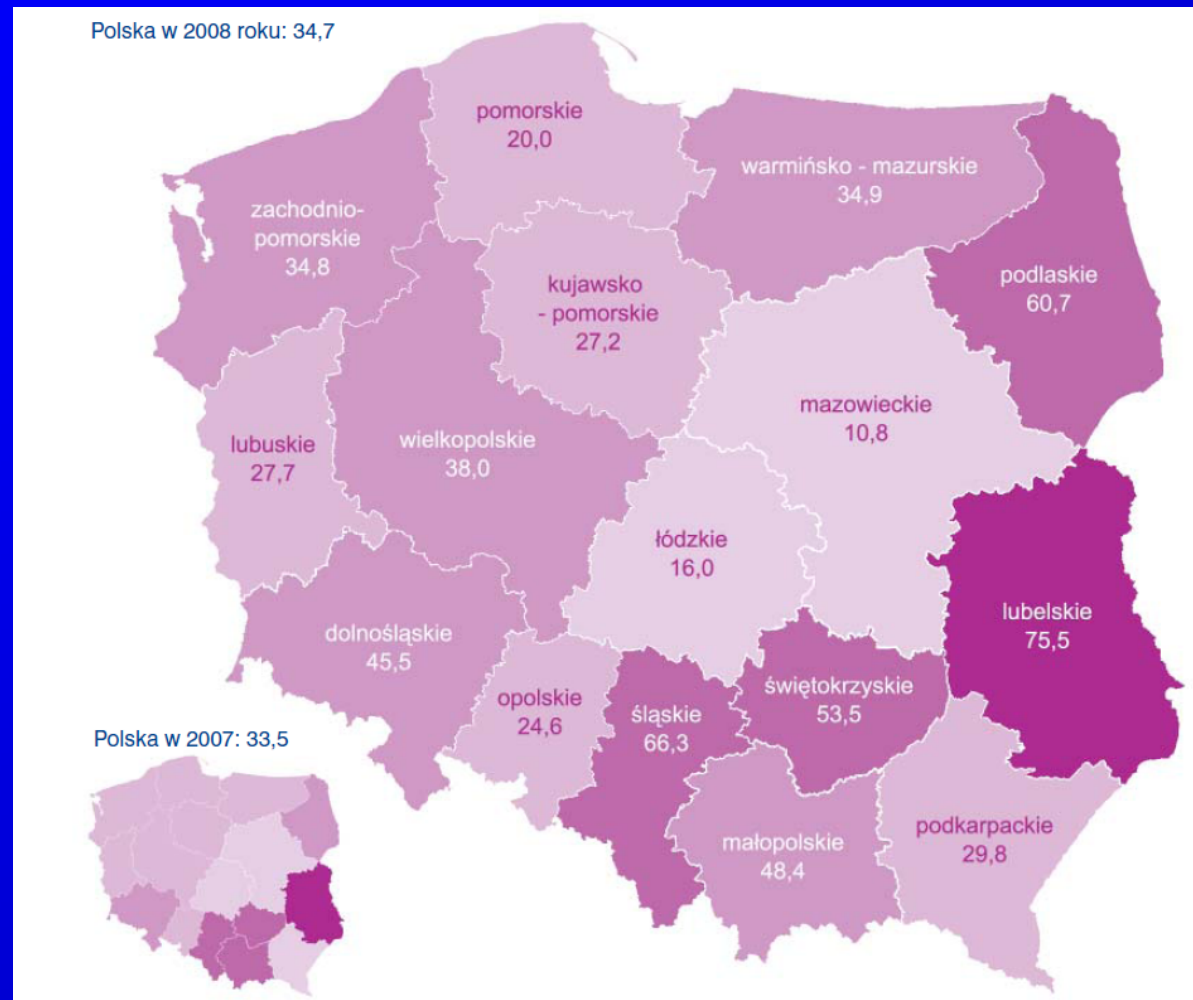 Polska w 2008 roku: 34,7
pomorskie
20,0
warmińsko - mazurskie
34,9
zachodnio-
pomorskie
34,8
podlaskie
60,7
kujawsko
- pomorskie
27,2
mazowieckie
10,8
lubuskie
27,7
wielkopolskie
38,0
łódzkie
16,0
lubelskie
75,5
dolnośląskie
45,5
opolskie
24,6
śląskie
66,3
świętokrzyskie
53,5
Polska w 2007: 33,5
małopolskie
48,4
podkarpackie
29,8